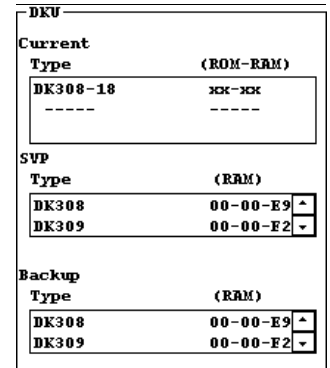 DKU
Current
Type (ROM-RAM)
DK308-18 xx-xx
----- -----
SVP
Type (RAM)
DK308 00-00-E9
DK309 00-00-F2
Backup
Type (RAM)
DK308 00-00-E9
DK309 00-00-F2